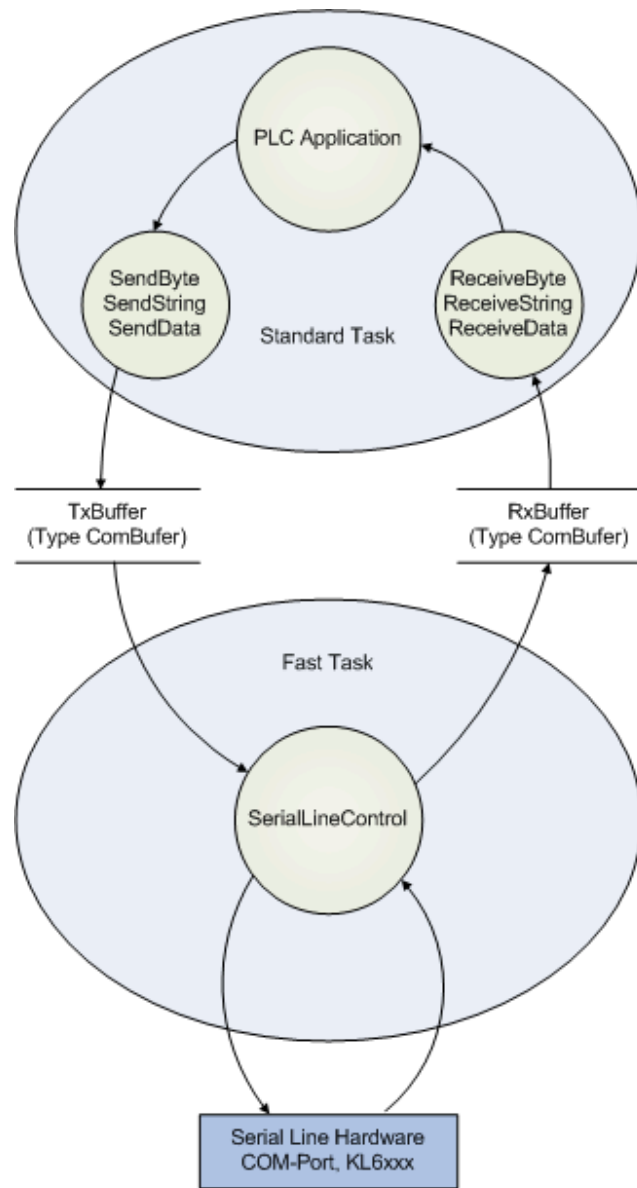 PLC Application
SendByte
SendString
SendData
ReceiveByte
ReceiveString
ReceiveData
Standard Task
TxBuffer
(Type ComBufer)
RxBuffer
(Type ComBufer)
Fast Task
SerialLineControl
Serial Line Hardware
COM-Port, KL6xxx